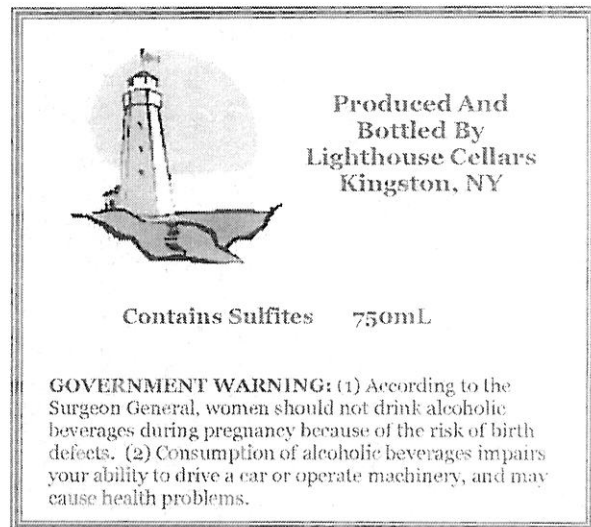 Produced And
Bottled By
Lighthouse Cellars
Kingston, NY
Contains Sulfites 750mL
GOVERNMENT WARNING: (1) According to the
Surgeon General, women should not drink alcoholic
beverages during pregnancy because of the risk of birth
defects. (2) Consumption of alcoholic beverages impairs
your ability to drive a car or operate machinery, and may
cause health problems.